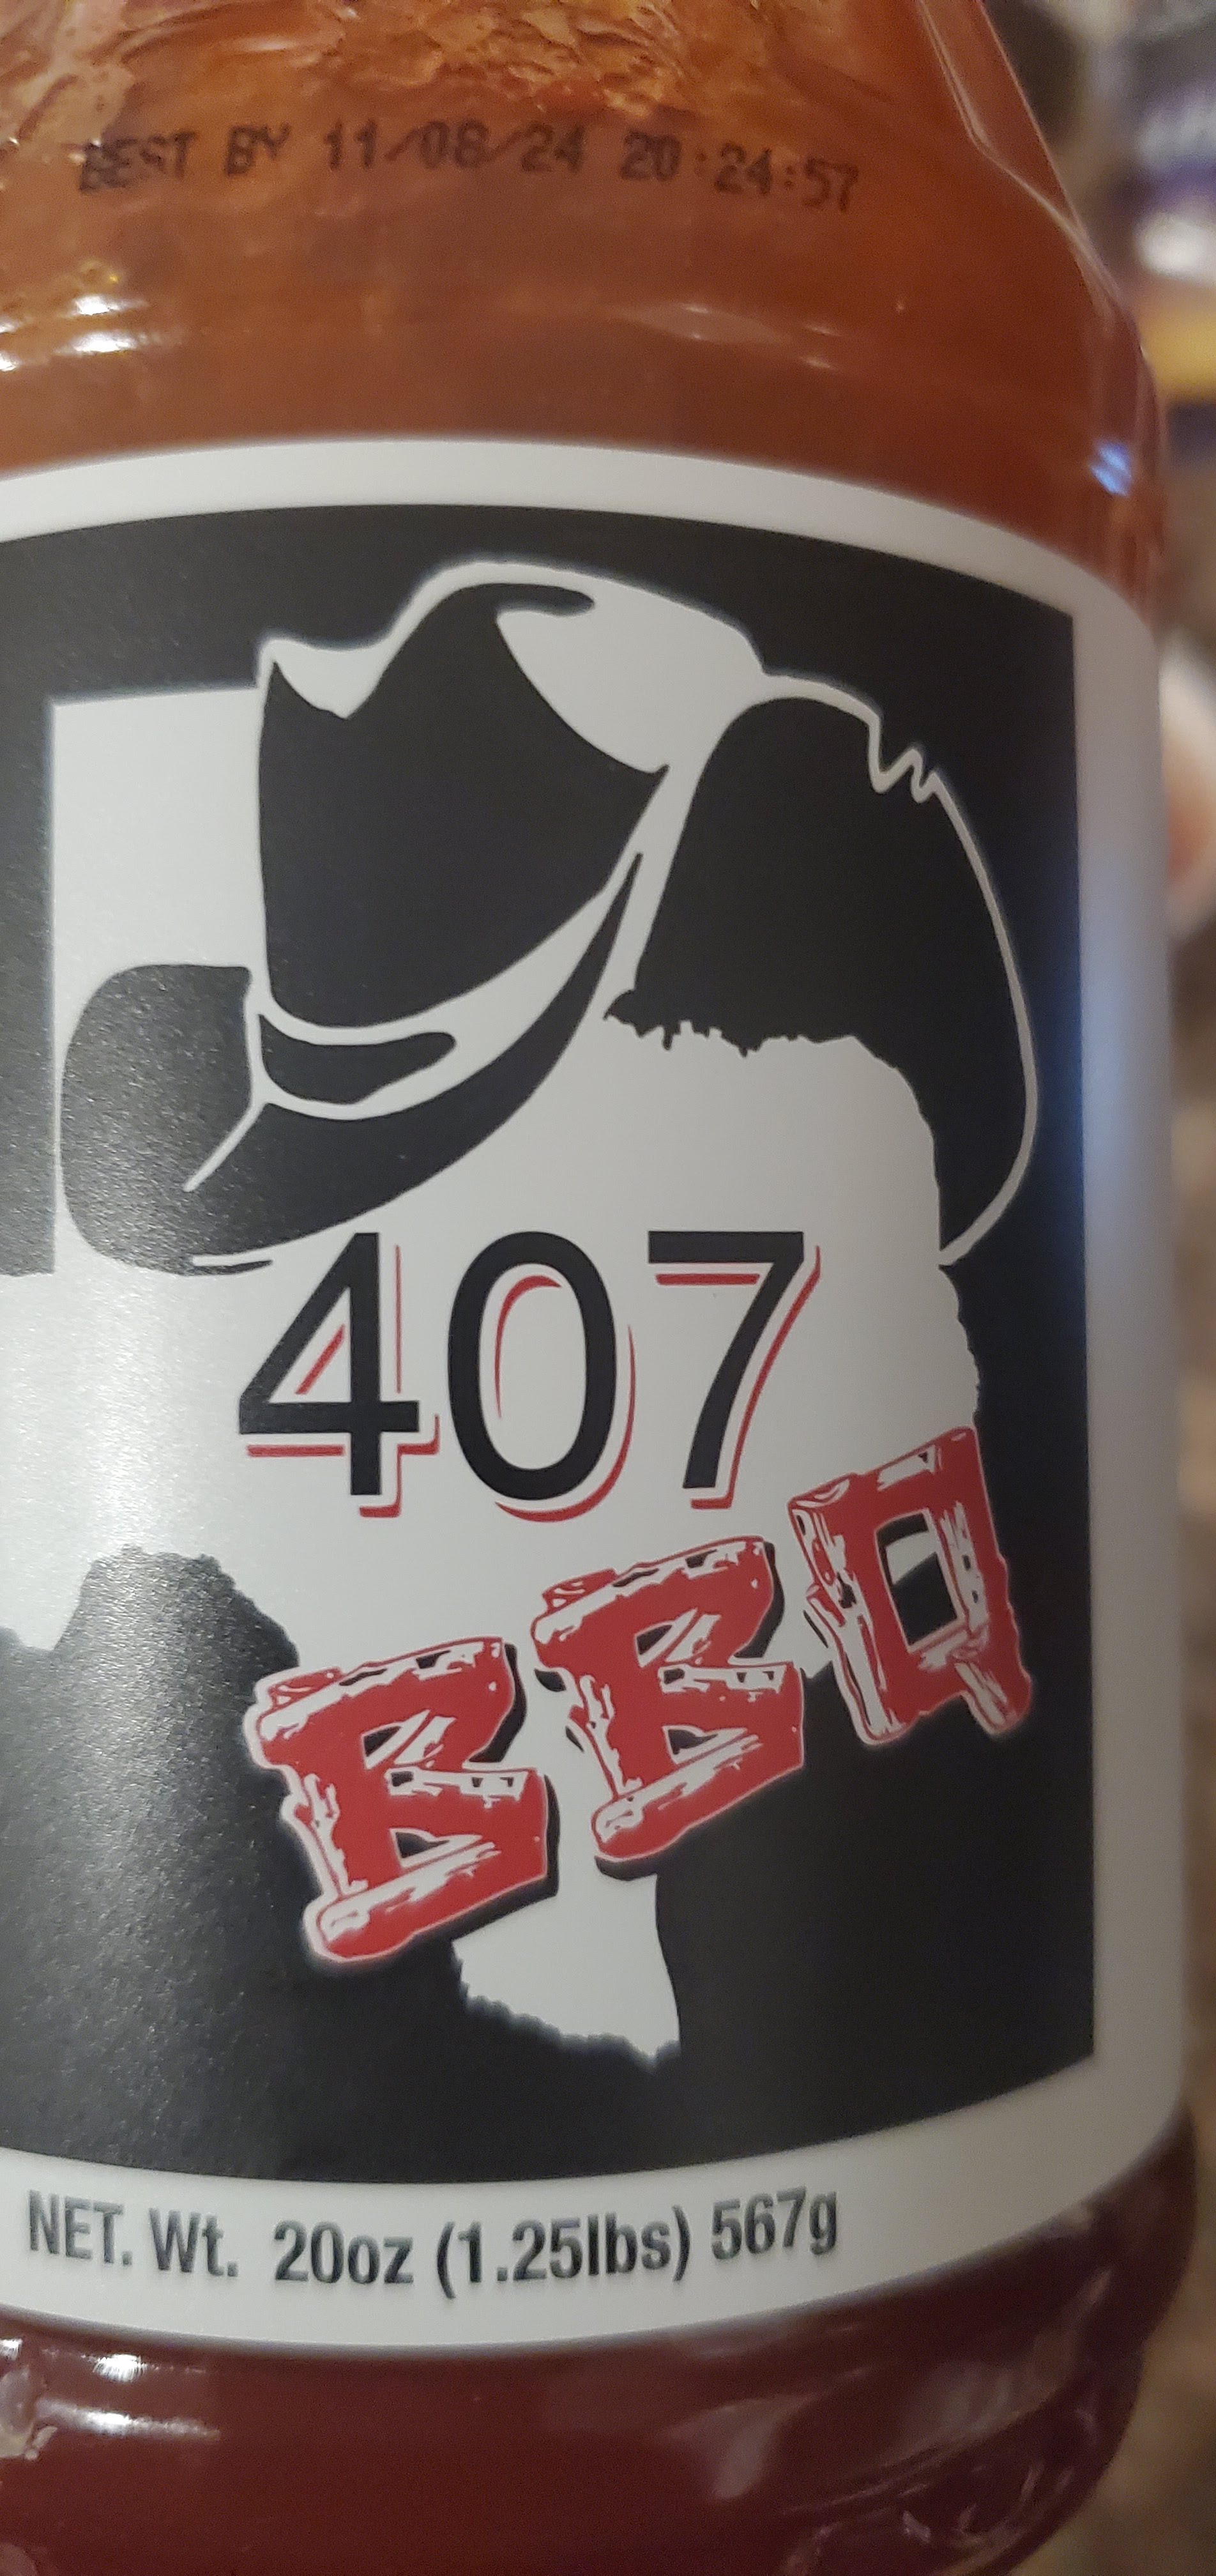 BEST BY 11/08/24 20:24:57
407
BBQ
NET. Wt. 20oz (1.25lbs) 567g